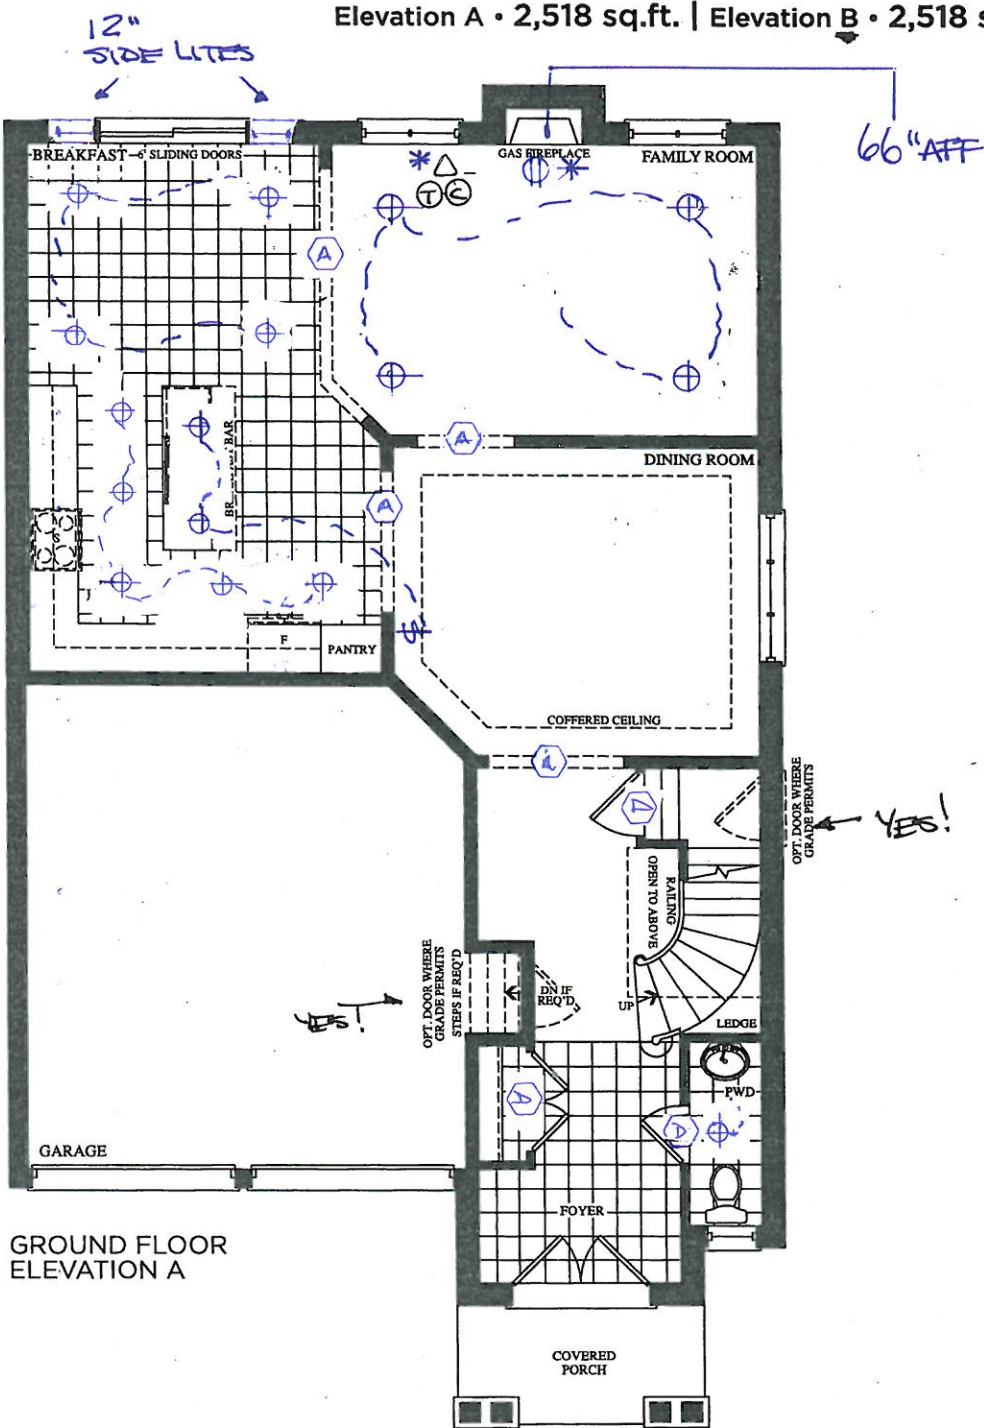 Elevation A • 2,518 sq.ft. | Elevation B • 2,518 s
12"
SIDE LITES
66" AFF
BREAKFAST
6' SLIDING DOORS
GAS FIREPLACE
FAMILY ROOM
T C
A
A
DINING ROOM
BAR
BR
A
S
F
PANTRY
COFFERED CEILING
OPT. DOOR WHERE
GRADE PERMITS
YES!
RAILING
OPEN TO ABOVE
OPT. DOOR WHERE
GRADE PERMITS
STEPS IF REQ'D
YES!
DN IF
REQ'D
UP
LEDGE
A
PWD
GARAGE
FOYER
GROUND FLOOR
ELEVATION A
COVERED
PORCH